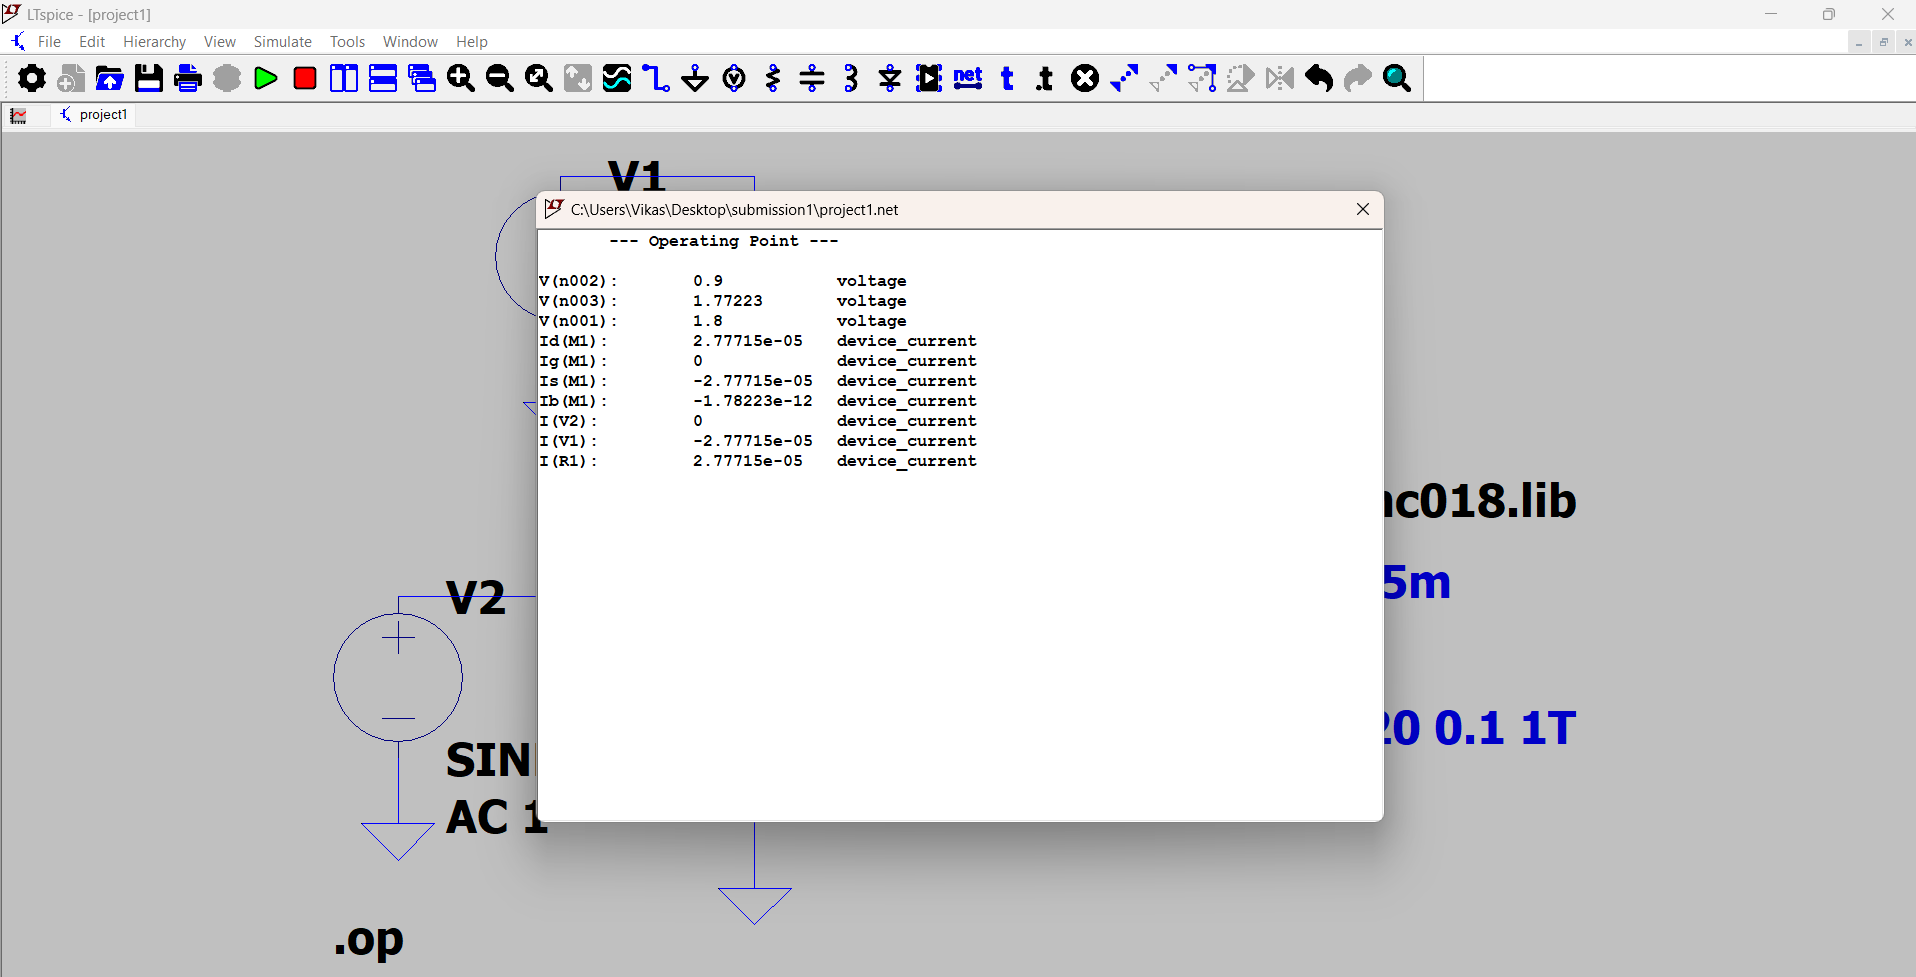 LTspice - [project1]
File Edit Hierarchy View Simulate Tools Window Help
net t .t
project1
V1
C:\Users\Vikas\Desktop\submission1\project1.net
--- Operating Point ---
V(n002): 0.9 voltage
V(n003): 1.77223 voltage
V(n001): 1.8 voltage
Id(M1): 2.77715e-05 device_current
Ig(M1): 0 device_current
Is(M1): -2.77715e-05 device_current
Ib(M1): -1.78223e-12 device_current
I(V2): 0 device_current
I(V1): -2.77715e-05 device_current
I(R1): 2.77715e-05 device_current
c018.lib
5m
V2
0 0.1 1T
SIN
AC 1
.op